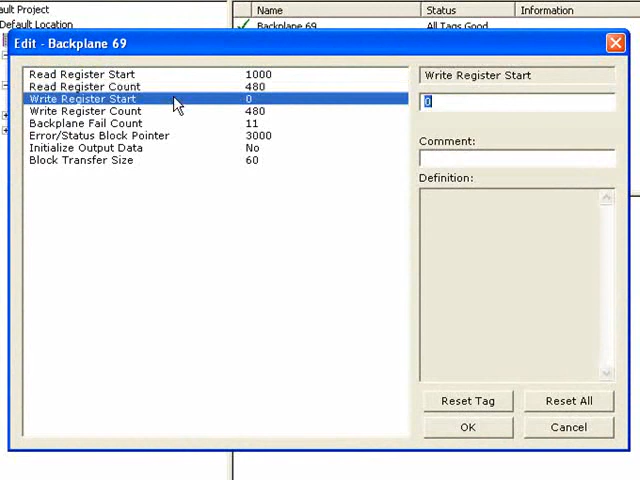 ault Project
Default Location
Name Status Information
Backplane 69 All Tags Good
Edit - Backplane 69
Read Register Start 1000
Read Register Count 480
Write Register Start 0
Write Register Count 480
Backplane Fail Count 11
Error/Status Block Pointer 3000
Initialize Output Data No
Block Transfer Size 60
Write Register Start
0
Comment:
Definition:
Reset Tag Reset All
OK Cancel